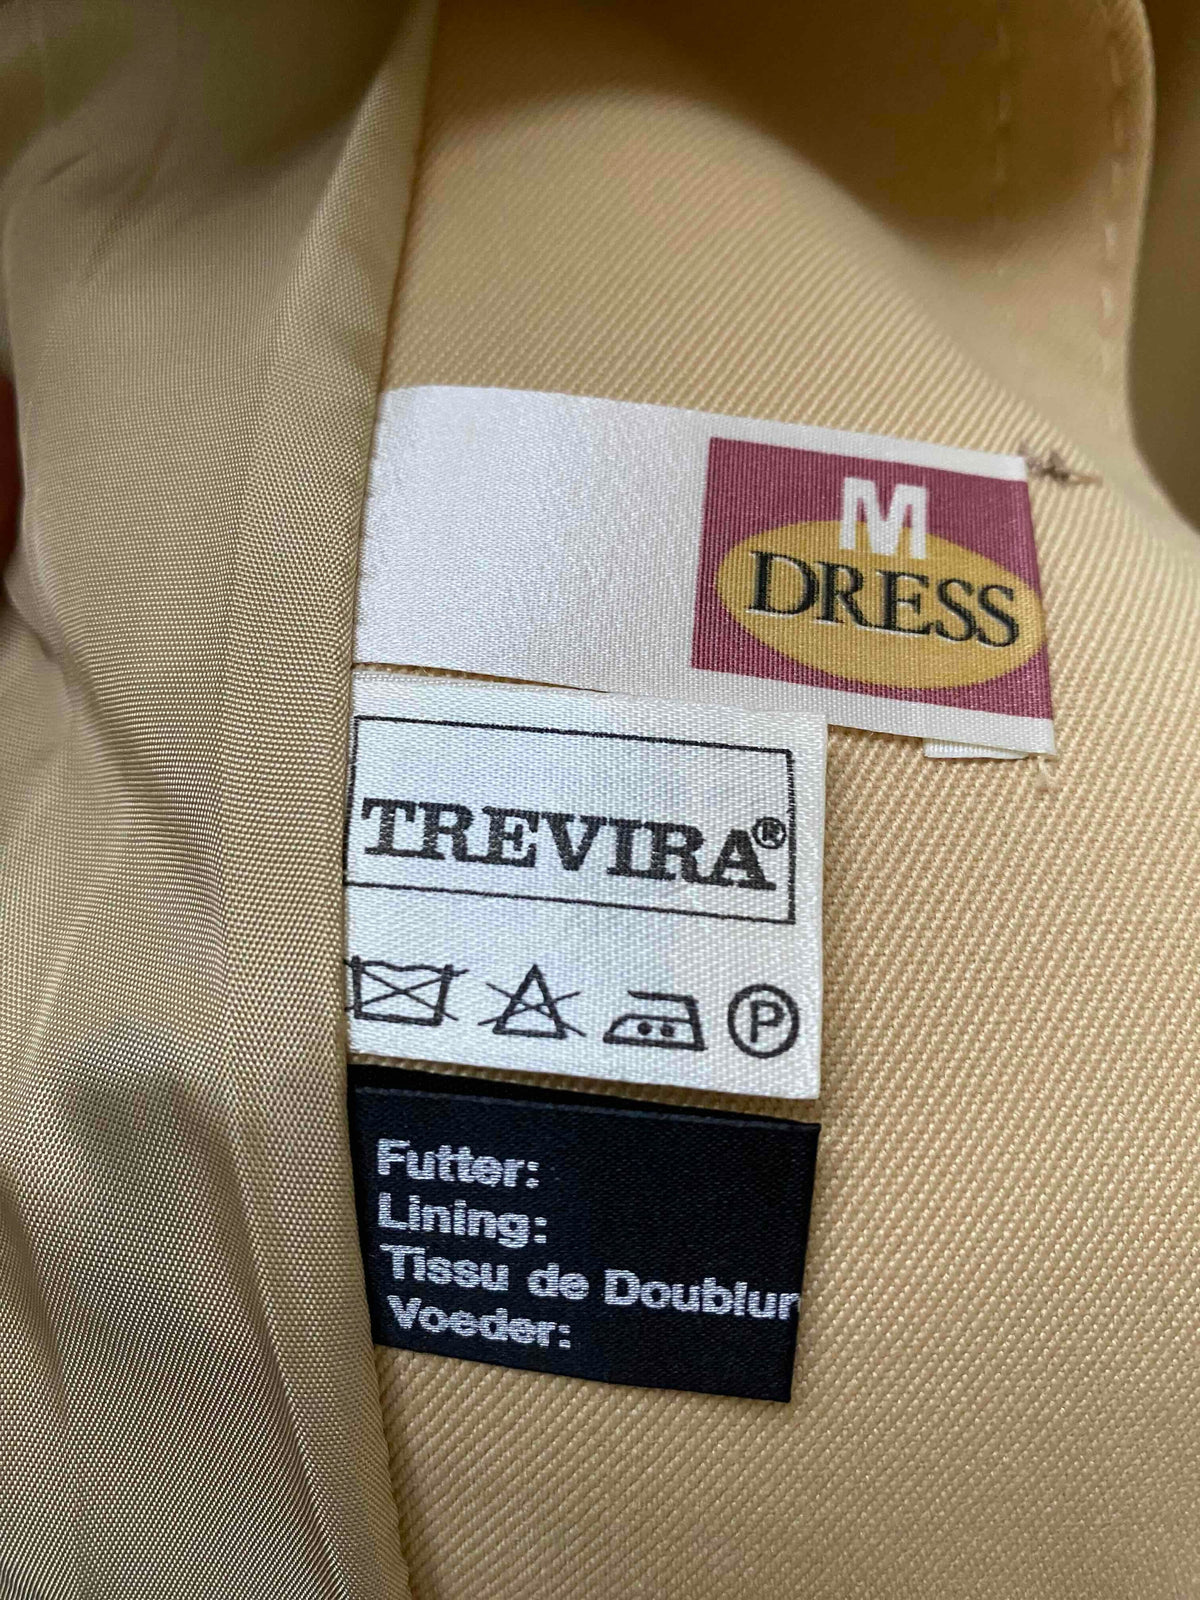 M
DRESS
TREVIRA®
P
Futter:
Lining:
Tissu de Doublur
Voeder: